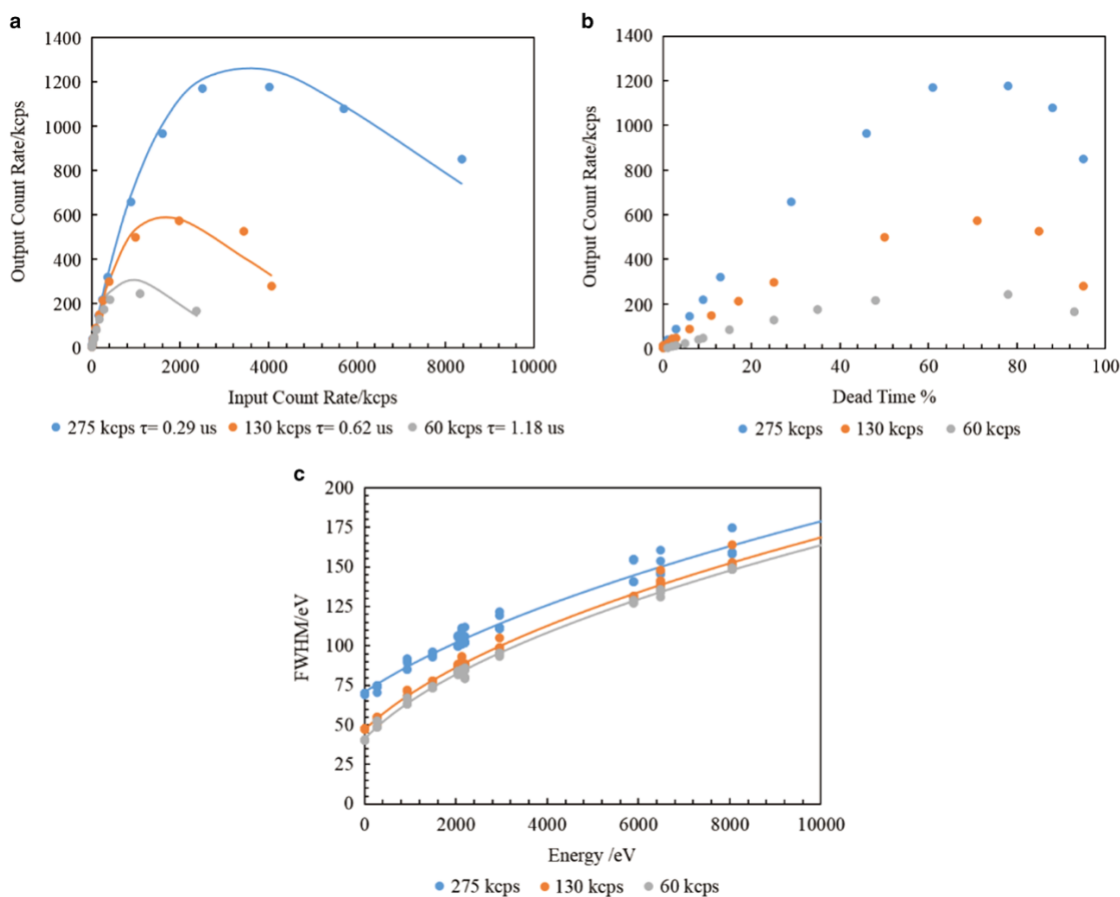 a
1400
1200
1000
800
600
400
200
0
Output Count Rate/kcps
0 2000 4000 6000 8000 10000
Input Count Rate/kcps
275 kcps τ= 0.29 us 130 kcps τ= 0.62 us 60 kcps τ= 1.18 us
b
1400
1200
1000
800
600
400
200
0
Output Count Rate/kcps
0 20 40 60 80 100
Dead Time %
275 kcps 130 kcps 60 kcps
c
200
175
150
125
100
75
50
25
0
FWHM/eV
0 2000 4000 6000 8000 10000
Energy /eV
275 kcps 130 kcps 60 kcps